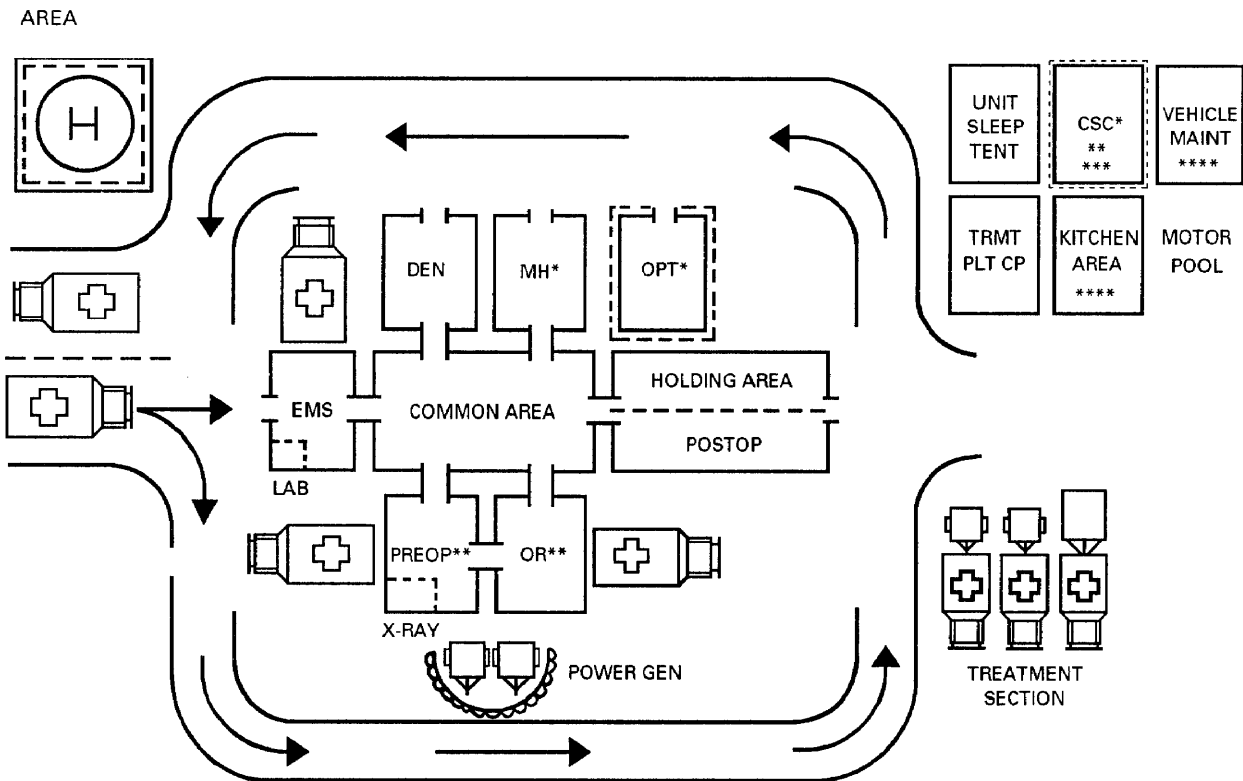 AREA
H
UNIT
SLEEP
TENT
CSC*
**
***
VEHICLE
MAINT
****
TRMT
PLT CP
KITCHEN
AREA
****
MOTOR
POOL
DEN
MH*
OPT*
EMS
COMMON AREA
HOLDING AREA
POSTOP
LAB
PREOP**
OR**
X-RAY
POWER GEN
TREATMENT
SECTION